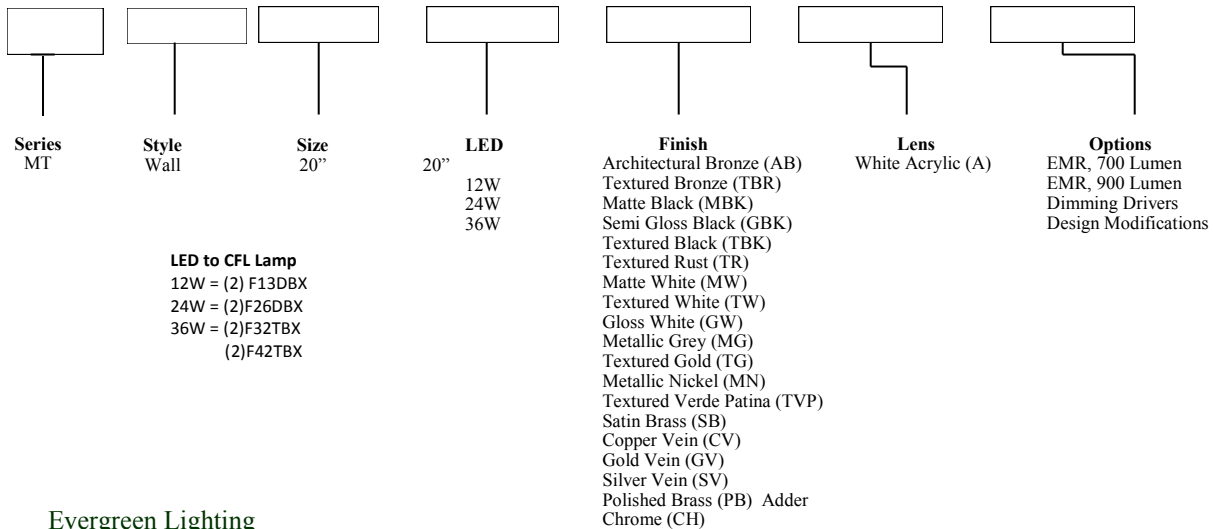 Series
MT
Style
Wall
Size
20”
LED
20”
12W
24W
36W
Finish
Architectural Bronze (AB)
Textured Bronze (TBR)
Matte Black (MBK)
Semi Gloss Black (GBK)
Textured Black (TBK)
Textured Rust (TR)
Matte White (MW)
Textured White (TW)
Gloss White (GW)
Metallic Grey (MG)
Textured Gold (TG)
Metallic Nickel (MN)
Textured Verde Patina (TVP)
Satin Brass (SB)
Copper Vein (CV)
Gold Vein (GV)
Silver Vein (SV)
Polished Brass (PB) Adder
Chrome (CH)
Lens
White Acrylic (A)
Options
EMR, 700 Lumen
EMR, 900 Lumen
Dimming Drivers
Design Modifications
LED to CFL Lamp
12W = (2) F13DBX
24W = (2)F26DBX
36W = (2)F32TBX
(2)F42TBX
Evergreen Lighting